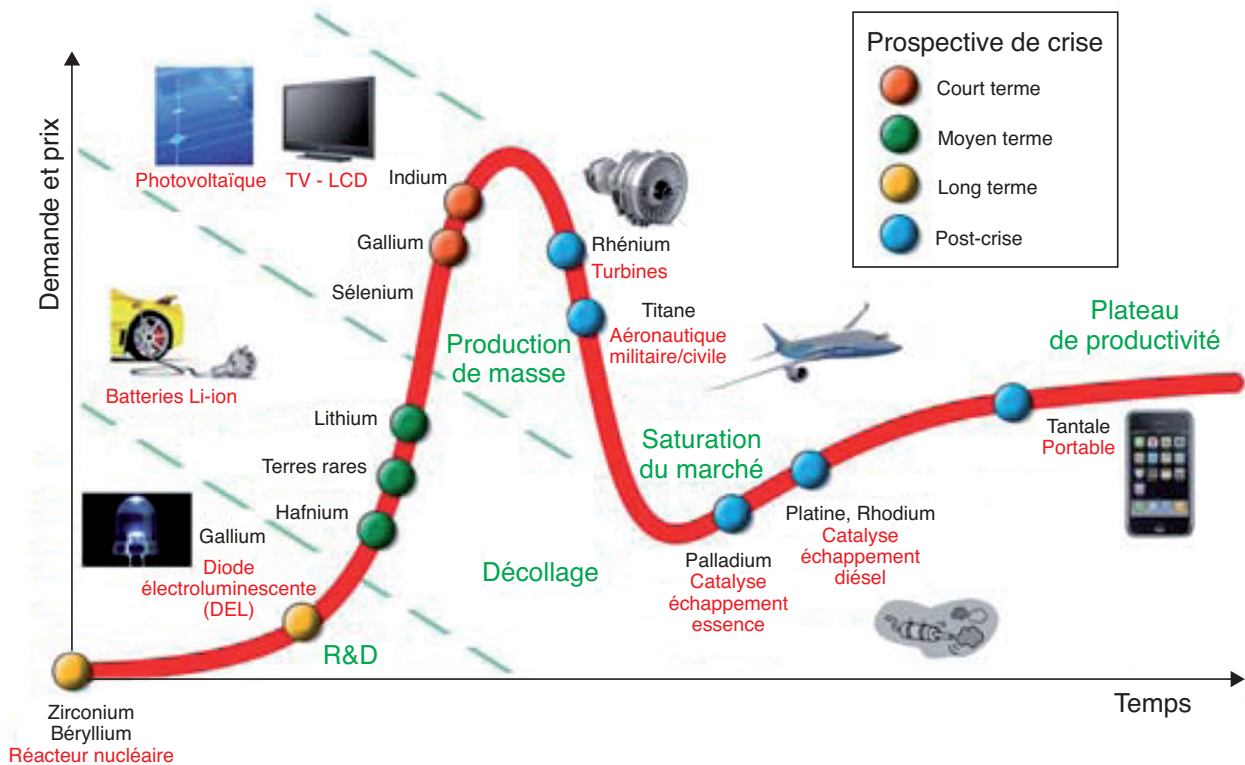 Prospective de crise
Court terme
Moyen terme
Long terme
Post-crise
Demande et prix
Photovoltaïque
TV - LCD
Indium
Gallium
Sélenium
Rhénium
Turbines
Titane
Aéronautique
militaire/civile
Plateau
de productivité
Production
de masse
Batteries Li-ion
Lithium
Terres rares
Hafnium
Saturation
du marché
Tantale
Portable
Gallium
Diode
électroluminescente
(DEL)
Décollage
Platine, Rhodium
Catalyse
échappement
diésel
Palladium
Catalyse
échappement
essence
R&D
Temps
Zirconium
Béryllium
Réacteur nucléaire